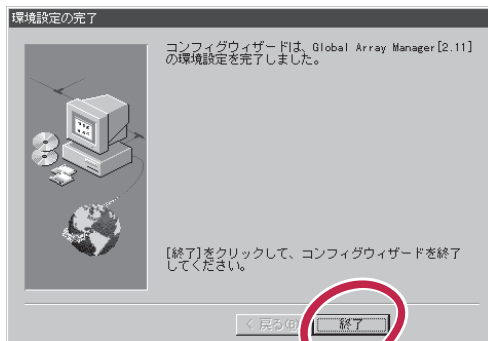 環境設定の完了
コンフィグウィザードは、Global Array Manager[2.11]
の環境設定を完了しました。
[終了]をクリックして、コンフィグウィザードを終了
してください。
< 戻る(B) 終了